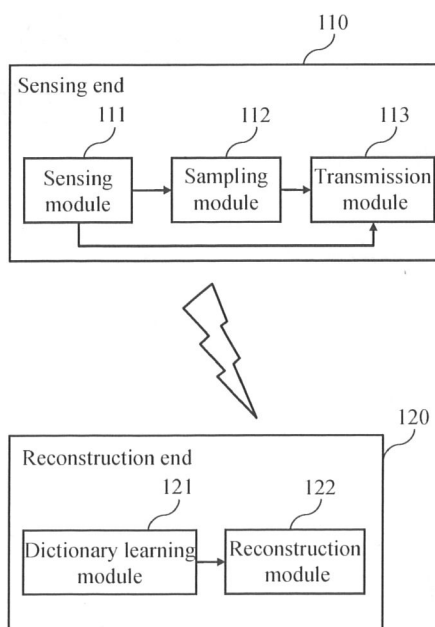 110
Sensing end
111
112
113
Sensing
module
Sampling
module
Transmission
module
120
Reconstruction end
121
122
Dictionary learning
module
Reconstruction
module